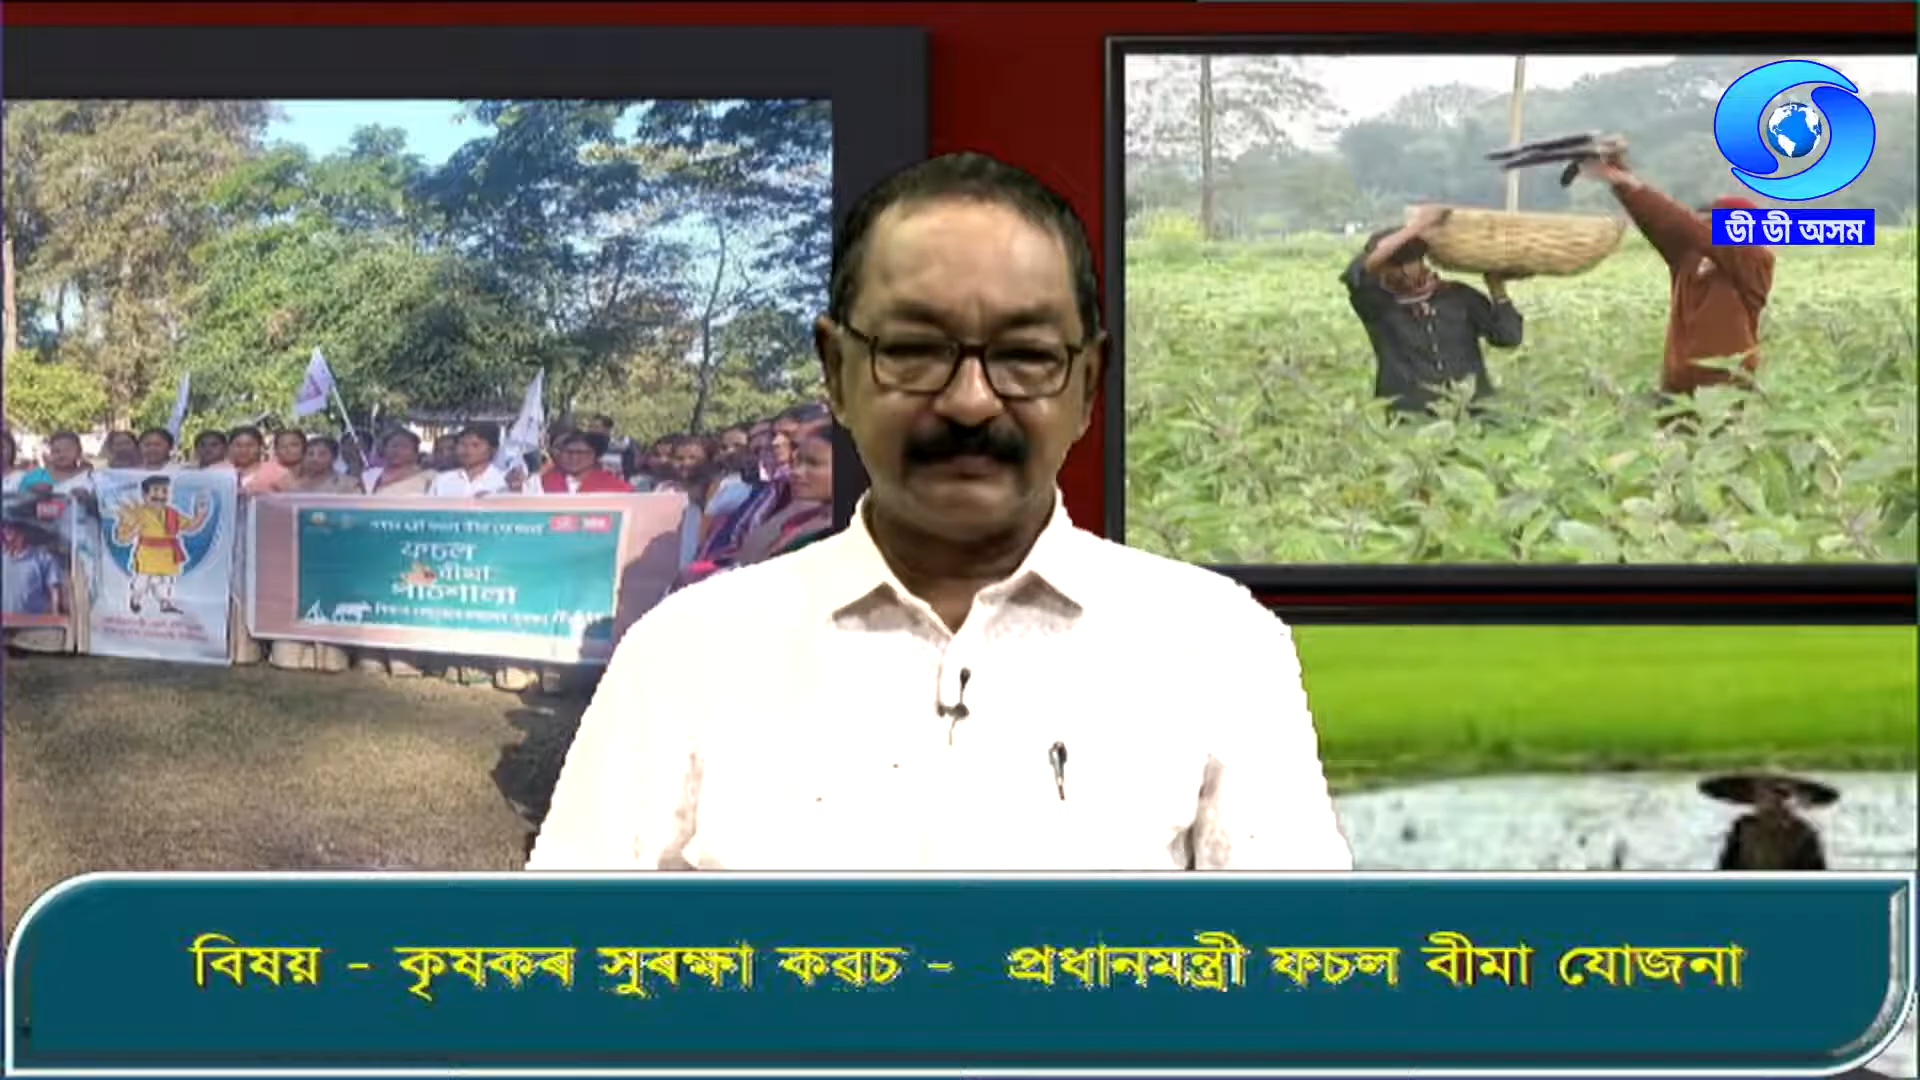 ডী ডী অসম
ফচল
বীমা
পাঠশালা
বিষয় - কৃষকৰ সুৰক্ষা কৱচ - প্ৰধানমন্ত্ৰী ফচল বীমা যোজনা